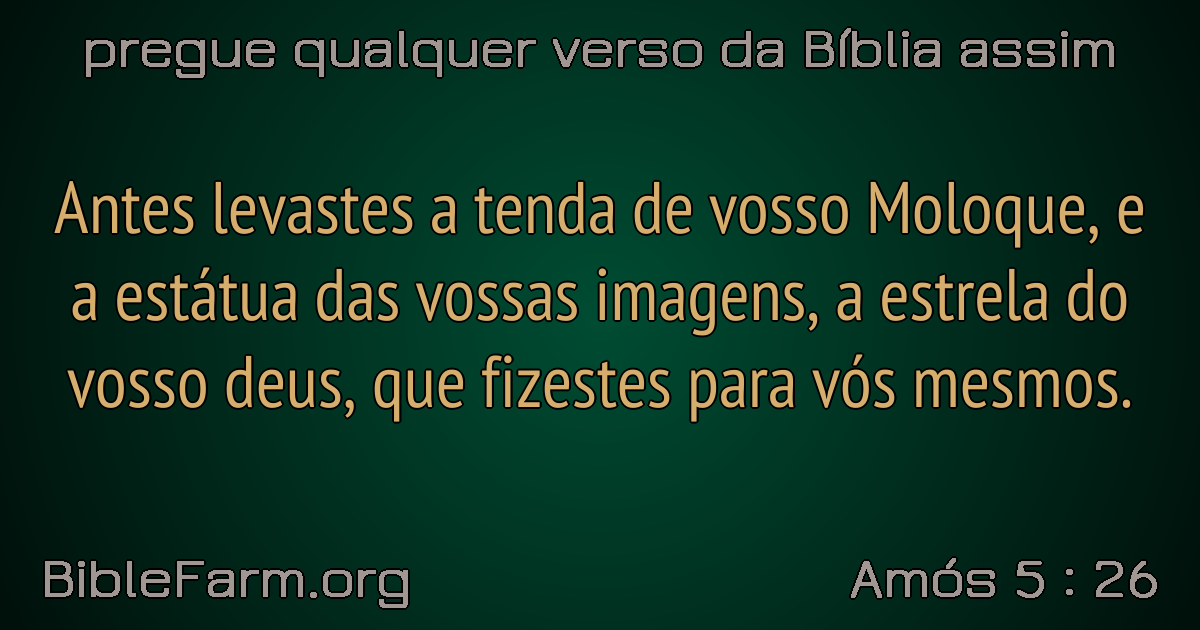 pregue qualquer verso da Bíblia assim
Antes levastes a tenda de vosso Moloque, e
a estátua das vossas imagens, a estrela do
vosso deus, que fizestes para vós mesmos.
BibleFarm.org
Amós 5 : 26